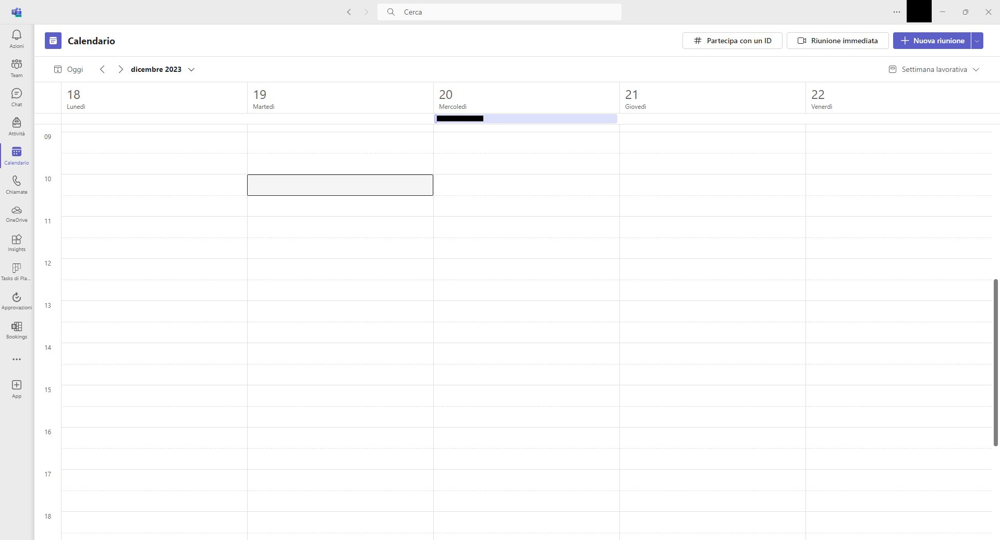 Cerca
Calendario
Partecipa con un ID
Riunione immediata
Nuova riunione
Oggi
dicembre 2023
Settimana lavorativa
Azioni
Team
Chat
Attività
Calendario
Chiamate
OneDrive
Insights
Tasks di Pla...
Approvazioni
Bookings
App
18
Lunedì
19
Martedì
20
Mercoledì
21
Giovedì
22
Venerdì
09
10
11
12
13
14
15
16
17
18